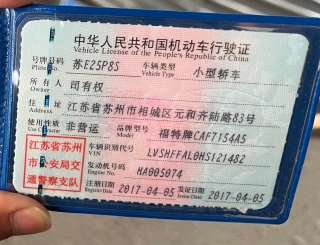 中华人民共和国机动车行驶证
Vehicle License of the People's Republic of China
号牌号码 Plate No. 苏E25P8S 车辆类型 Vehicle Type 小型轿车
所有人 Owner 司有权
住址 Address 江苏省苏州市相城区元和齐陆路83号
使用性质 Use Character 非营运 品牌型号 Model 福特牌CAF7154A5
江苏省苏州
市公安局交
通警察支队
车辆识别代号 VIN LVSHFFAL0HS121482
发动机号码 Engine No. HA005074
注册日期 Register Date 2017-04-05 发证日期 Issue Date 2017-04-05